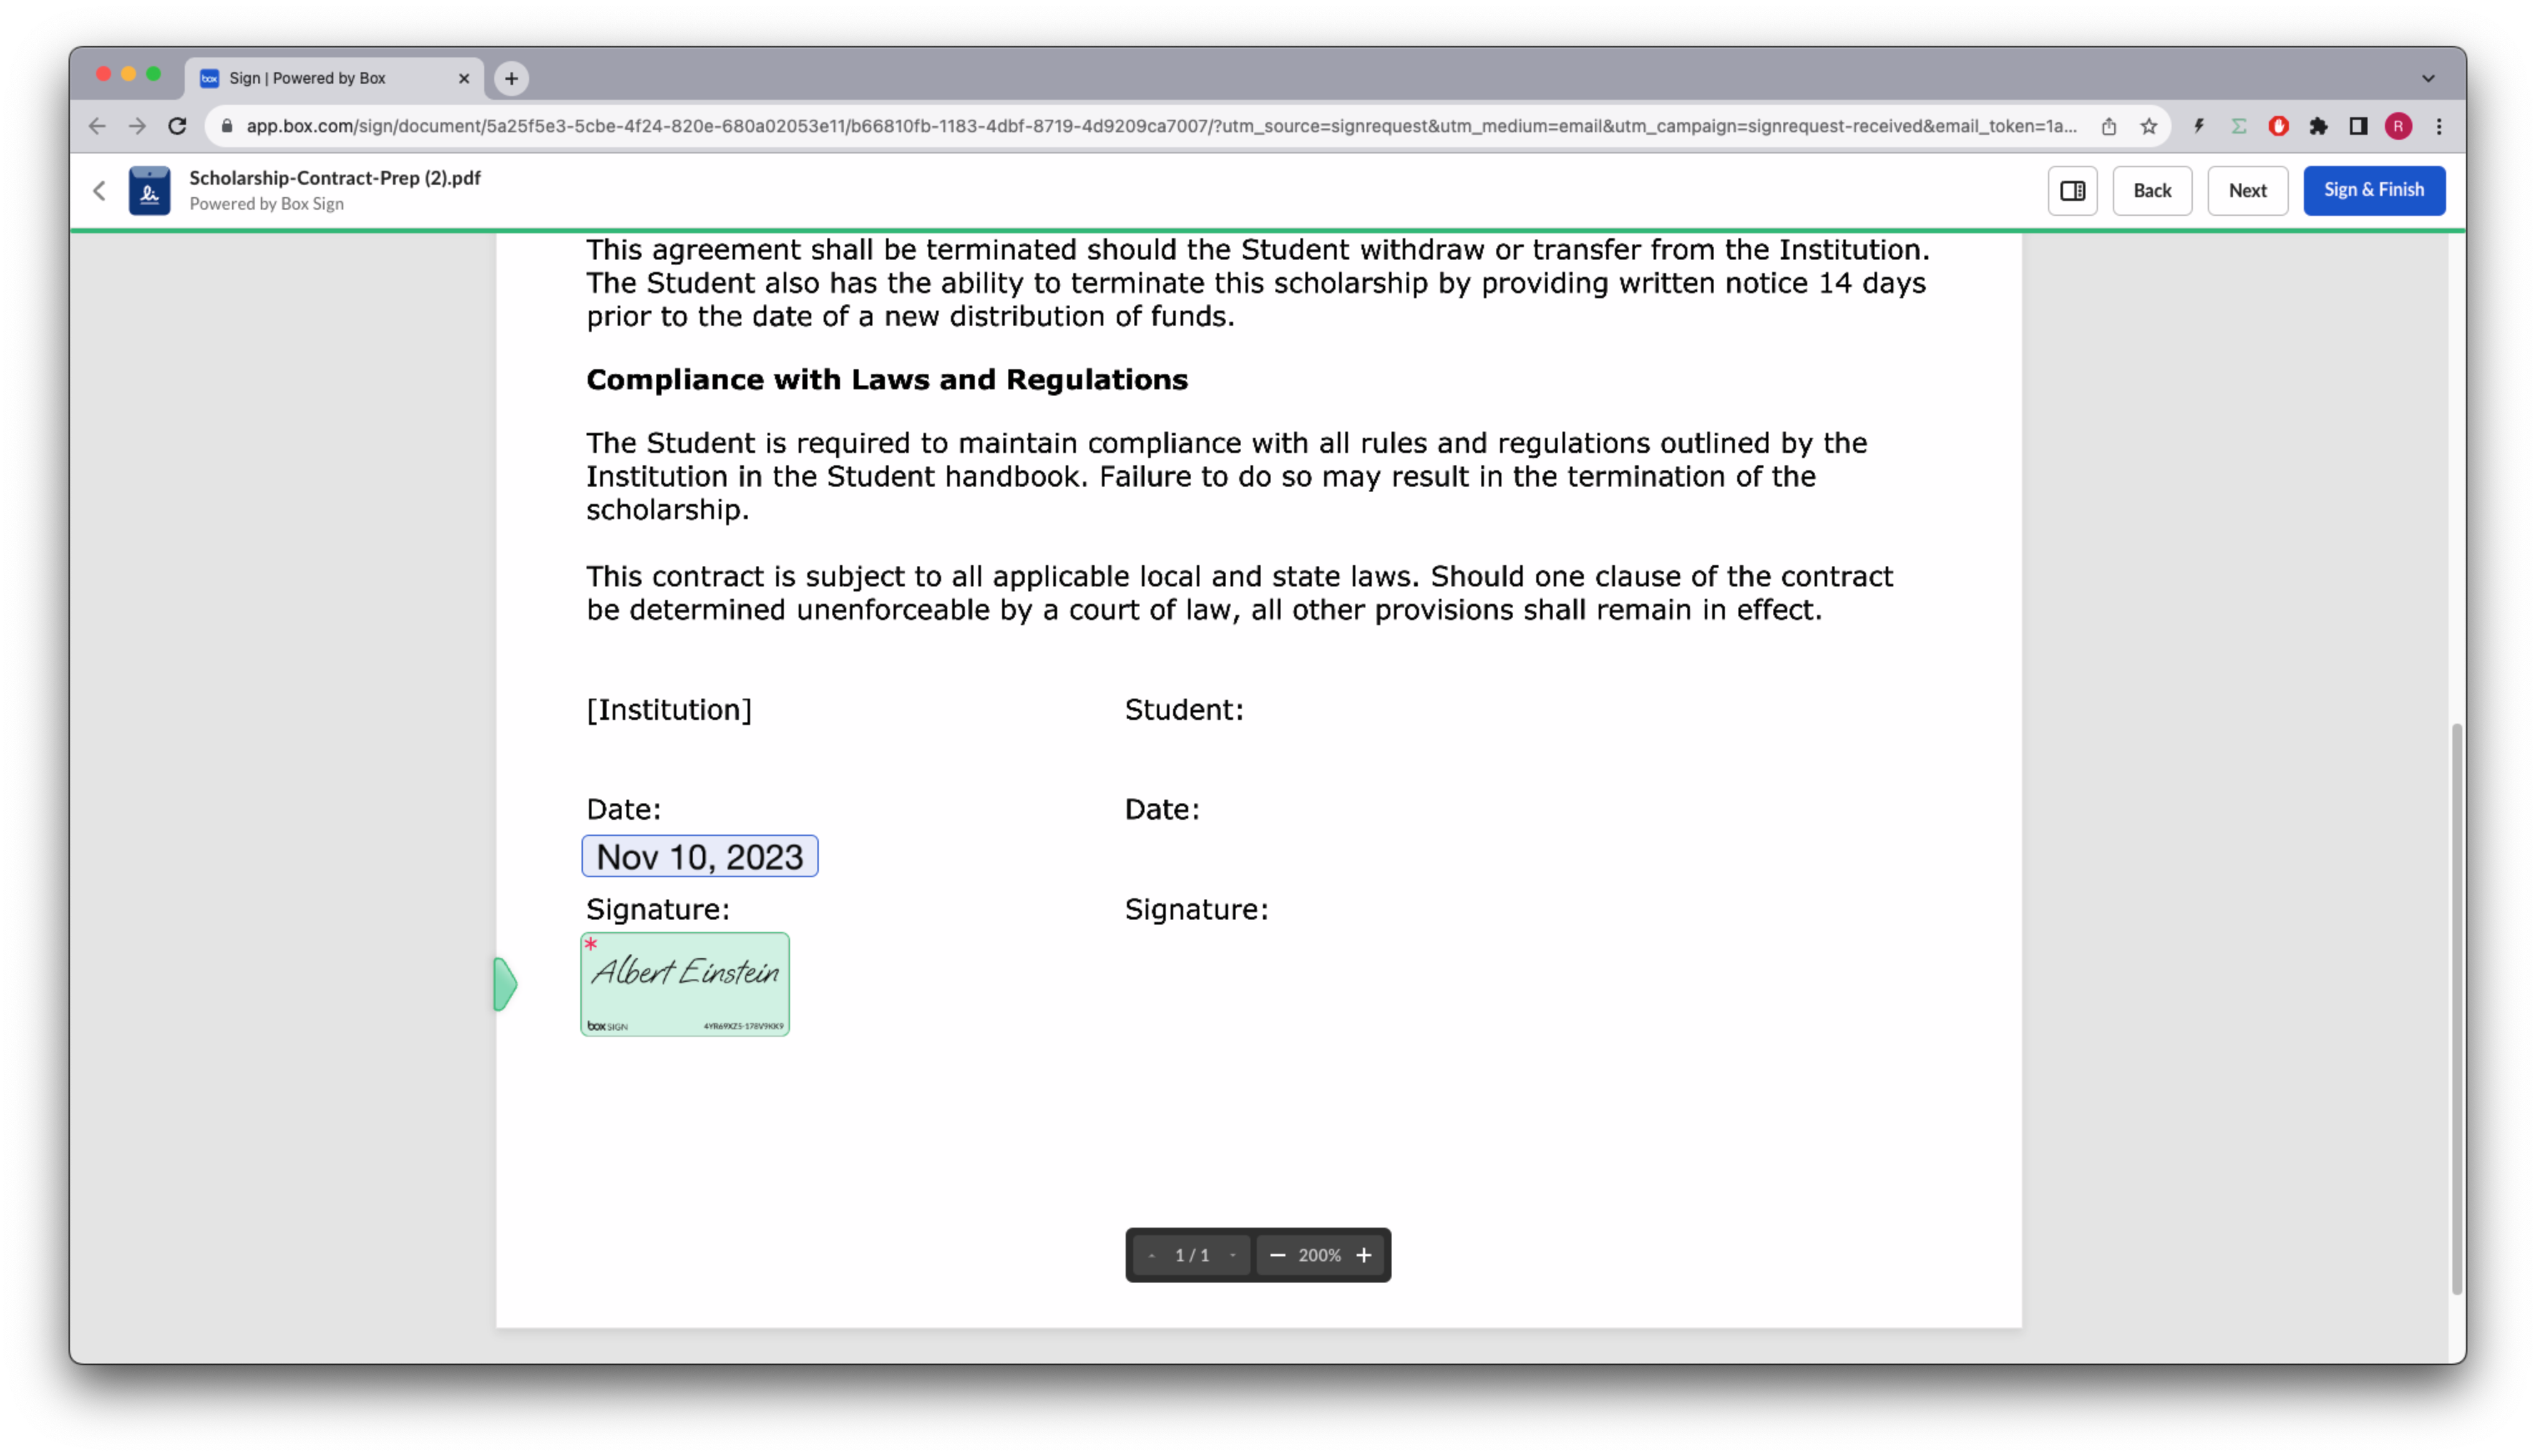 Sign | Powered by Box
app.box.com/sign/document/5a25f5e3-5cbe-4f24-820e-680a02053e11/b66810fb-1183-4dbf-8719-4d9209ca7007/?utm_source=signrequest&utm_medium=email&utm_campaign=signrequest-received&email_token=1a...
R
Scholarship-Contract-Prep (2).pdf
Powered by Box Sign
Back
Next
Sign & Finish
This agreement shall be terminated should the Student withdraw or transfer from the Institution.
The Student also has the ability to terminate this scholarship by providing written notice 14 days
prior to the date of a new distribution of funds.
Compliance with Laws and Regulations
The Student is required to maintain compliance with all rules and regulations outlined by the
Institution in the Student handbook. Failure to do so may result in the termination of the
scholarship.
This contract is subject to all applicable local and state laws. Should one clause of the contract
be determined unenforceable by a court of law, all other provisions shall remain in effect.
[Institution] Student:
Date: Date:
Nov 10, 2023
Signature: Signature:
Albert Einstein
box SIGN 4YR69XZ5-178V9KK9
1 / 1 200%